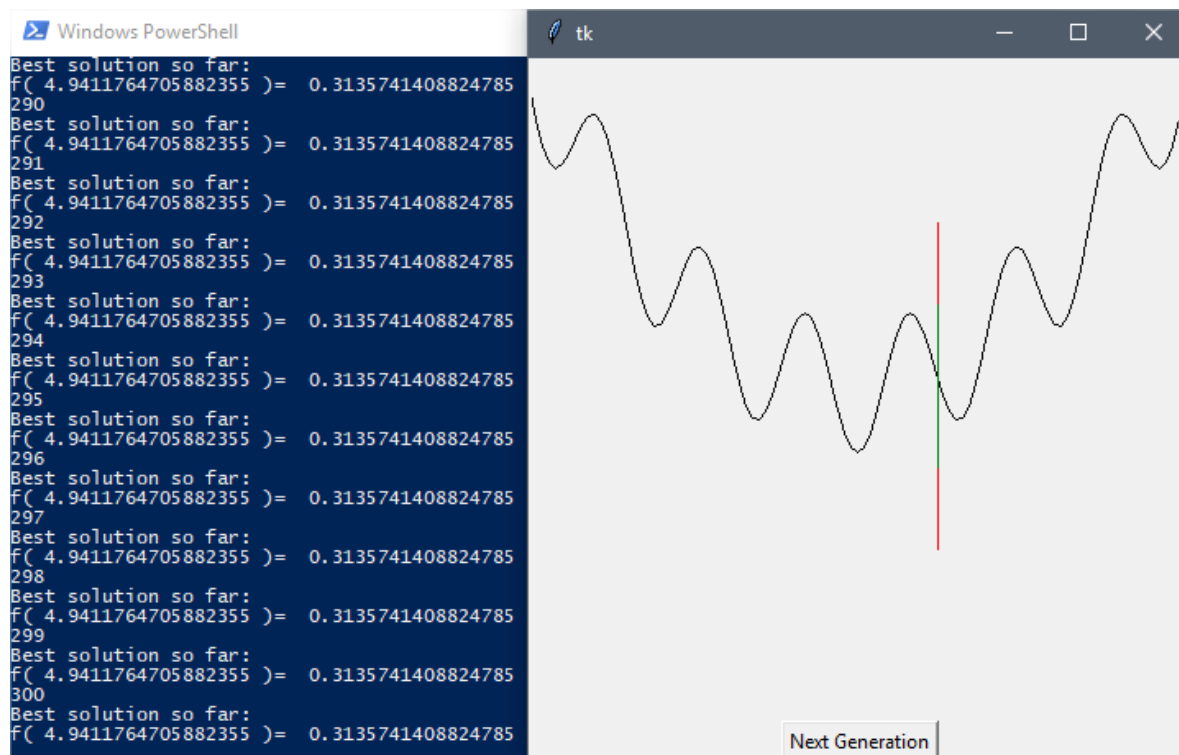 Windows PowerShell
Best solution so far:
f( 4.9411764705882355 )=  0.31357414088247​85
290
Best solution so far:
f( 4.9411764705882355 )=  0.3135741408824785
291
Best solution so far:
f( 4.9411764705882355 )=  0.3135741408824785
292
Best solution so far:
f( 4.9411764705882355 )=  0.3135741408824785
293
Best solution so far:
f( 4.9411764705882355 )=  0.3135741408824785
294
Best solution so far:
f( 4.9411764705882355 )=  0.3135741408824785
295
Best solution so far:
f( 4.9411764705882355 )=  0.3135741408824785
296
Best solution so far:
f( 4.9411764705882355 )=  0.3135741408824785
297
Best solution so far:
f( 4.9411764705882355 )=  0.3135741408824785
298
Best solution so far:
f( 4.9411764705882355 )=  0.3135741408824785
299
Best solution so far:
f( 4.9411764705882355 )=  0.3135741408824785
300
Best solution so far:
f( 4.9411764705882355 )=  0.3135741408824785
tk
Next Generation